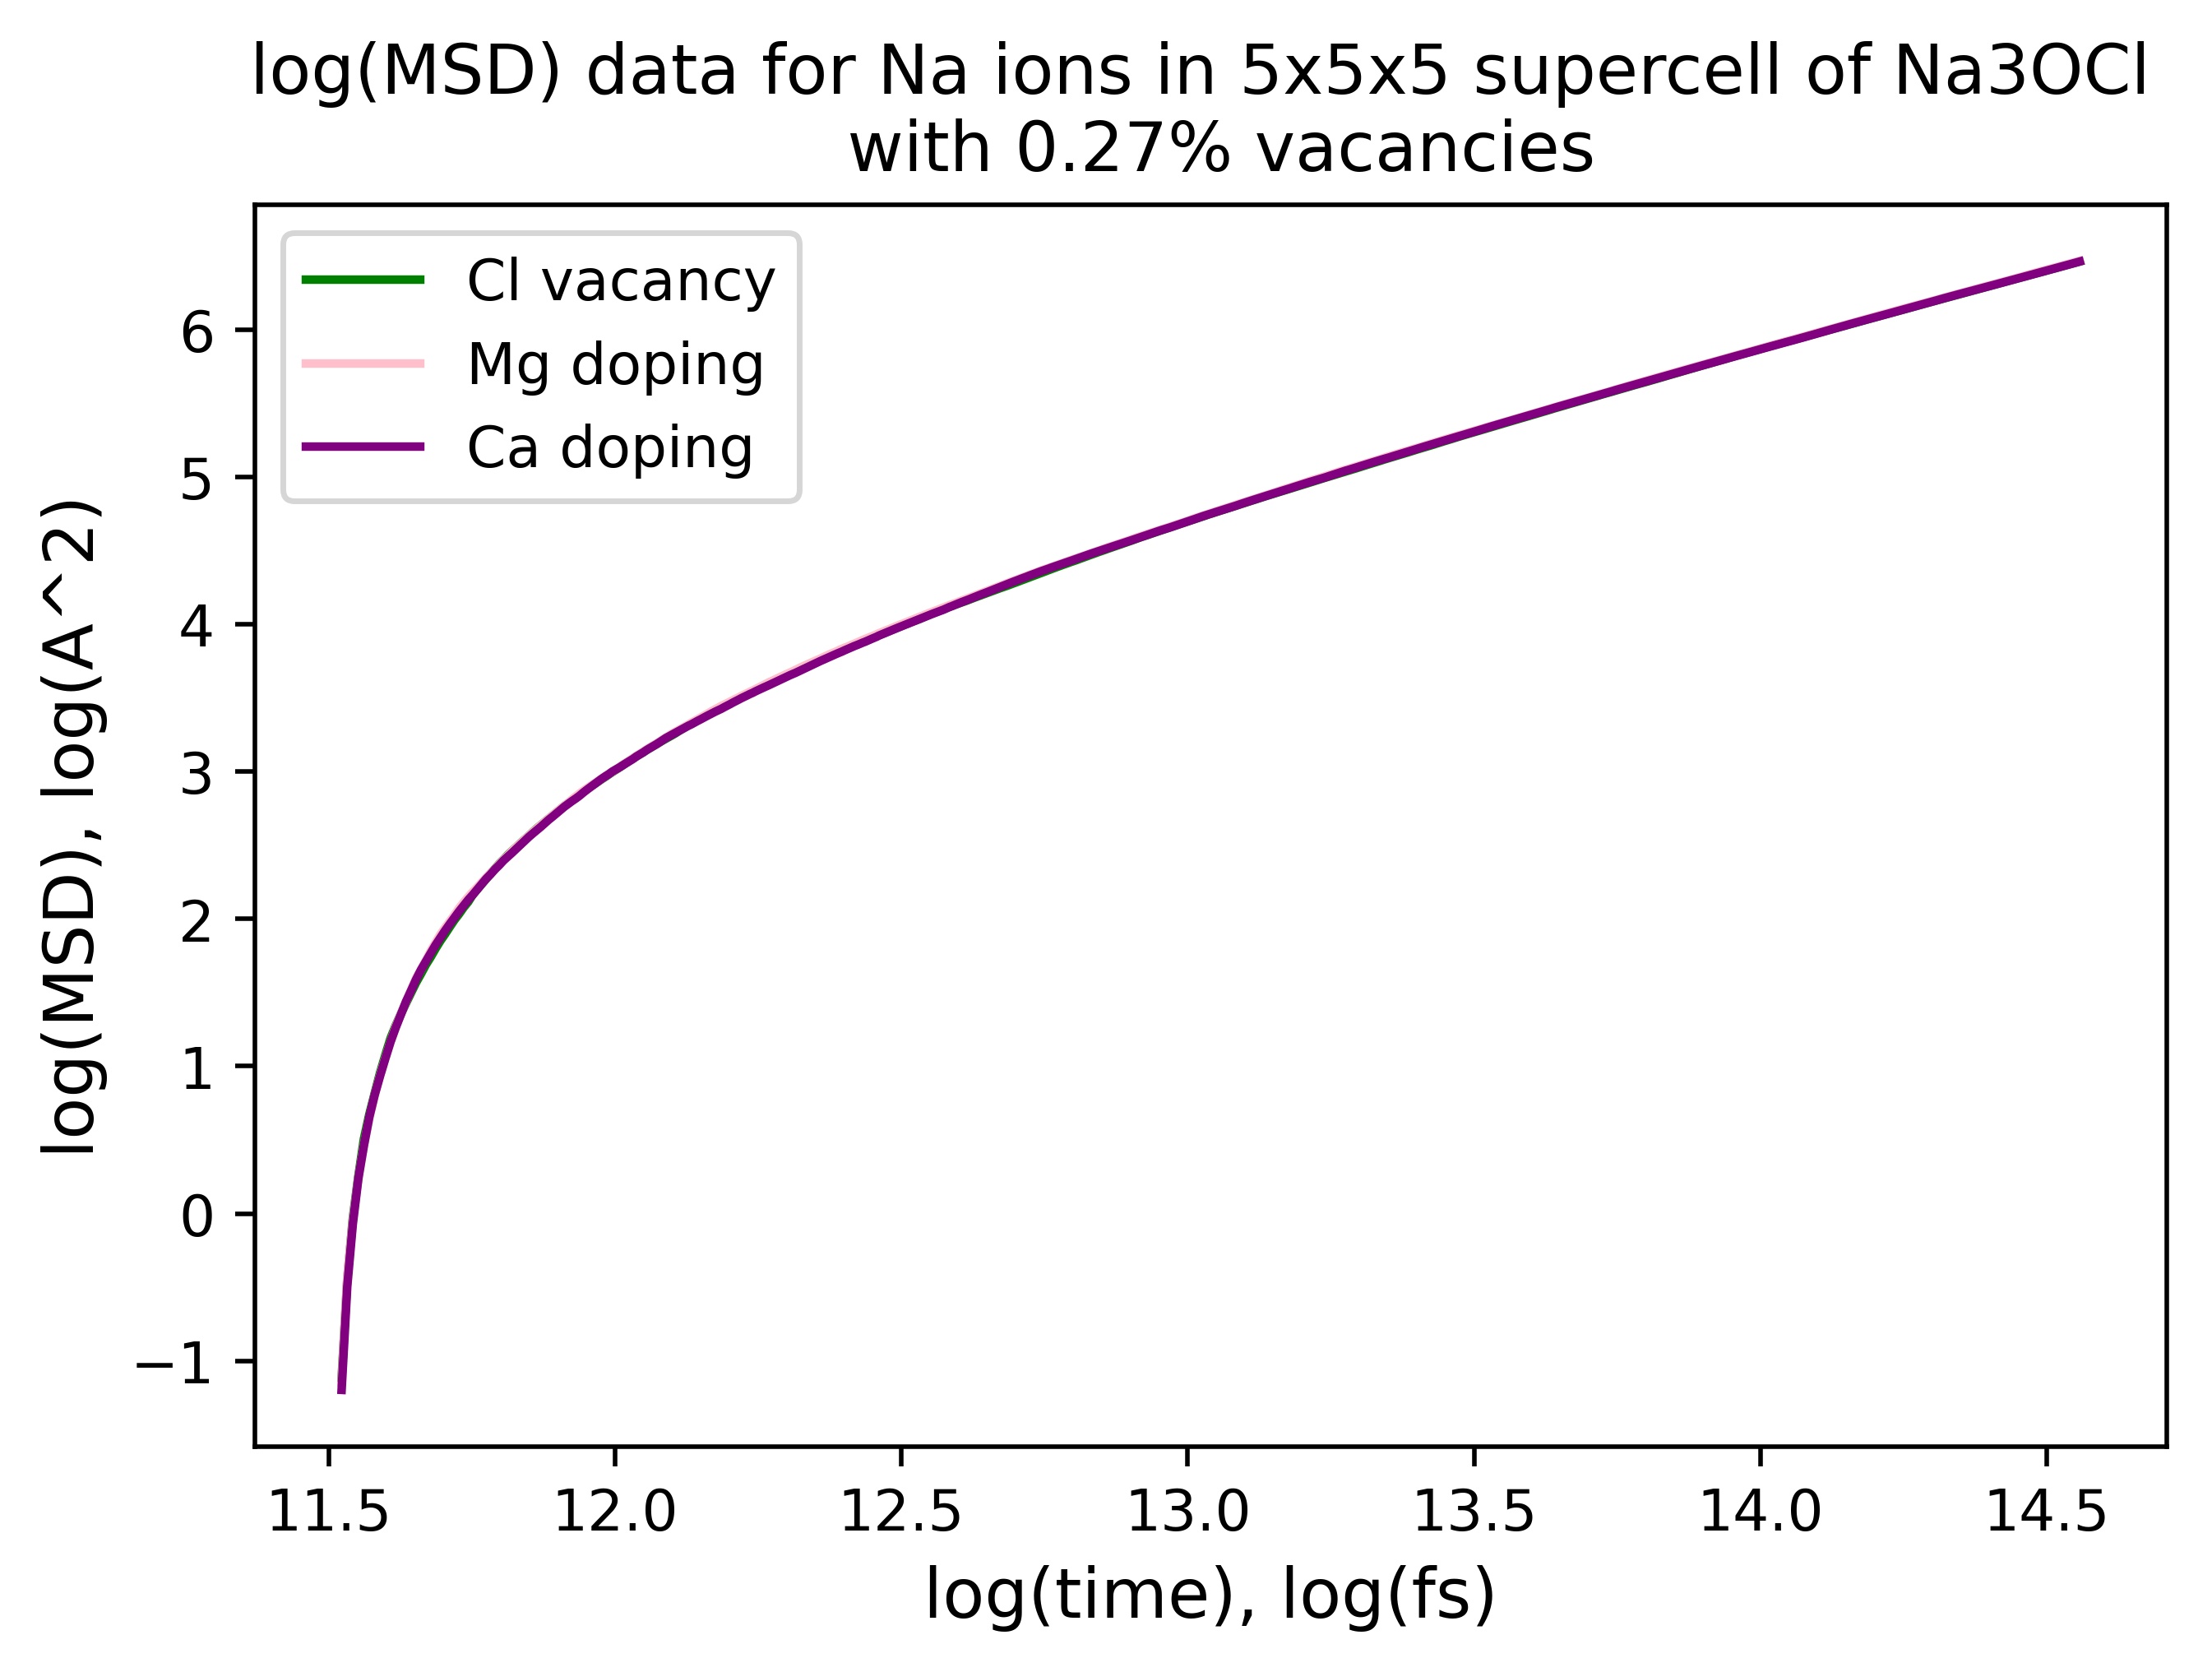 log(MSD) data for Na ions in 5x5x5 supercell of Na3OCl
with 0.27% vacancies
Cl vacancy
Mg doping
Ca doping
log(MSD), log(A^2)
6
5
4
3
2
1
0
−1
11.5 12.0 12.5 13.0 13.5 14.0 14.5
log(time), log(fs)